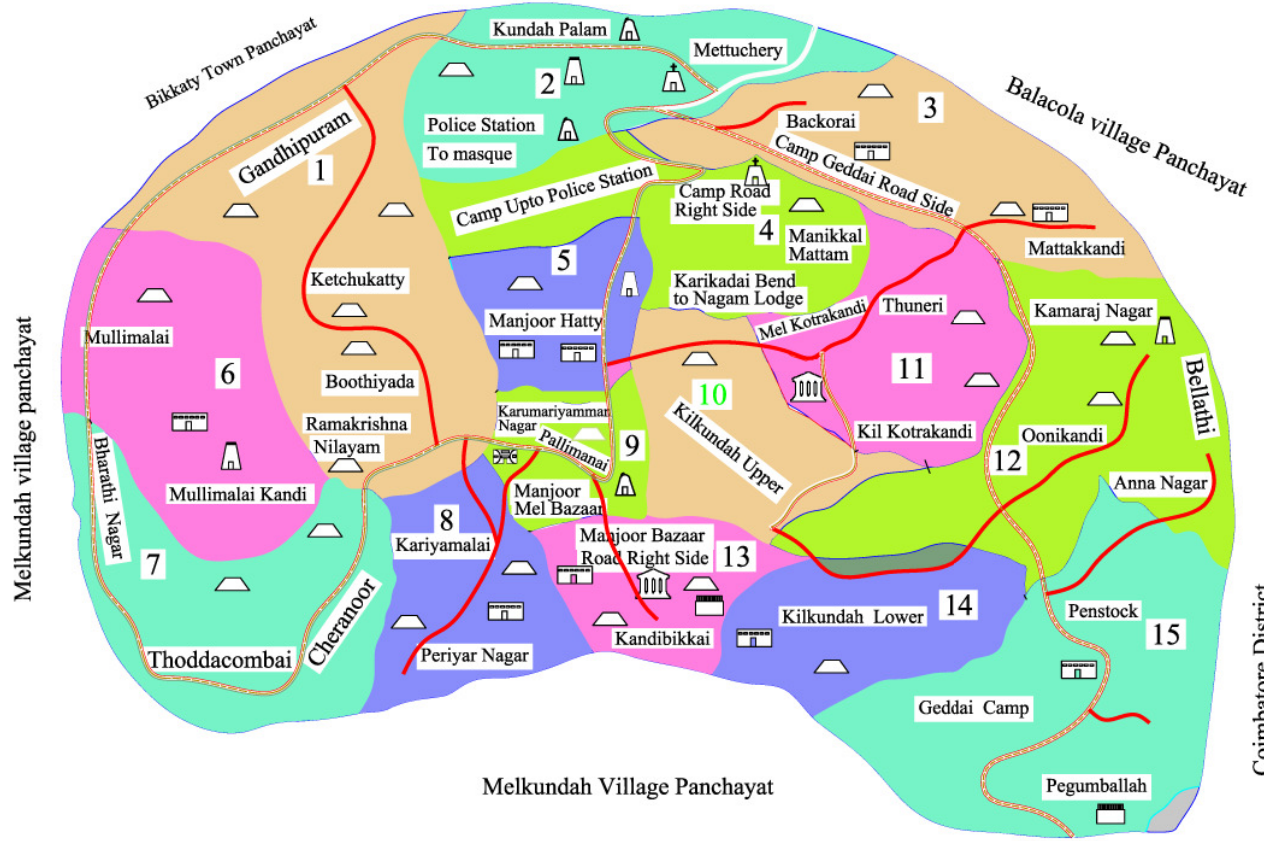 Kundah Palam
Mettuchery
Bikkaty Town Panchayat
2
3
Balacola village Panchayat
Police Station
To masque
Backorai
Gandhipuram
1
Camp Geddai Road Side
Camp Upto Police Station
Camp Road
Right Side
4
Manikkal
Mattam
Mattakkandi
5
Ketchukatty
Karikadai Bend
to Nagam Lodge
Mel Kotrakandi
Thuneri
Kamaraj Nagar
Mullimalai
Manjoor Hatty
Melkundah village panchayat
6
Boothiyada
10
11
Bellathi
Ramakrishna
Nilayam
Karumariyamman
Nagar
Pallimanai
9
Kilkundah Upper
Kil Kotrakandi
12
Oonikandi
Bharathi Nagar
Mullimalai Kandi
Manjoor
Mel Bazaar
Anna Nagar
7
8
Kariyamalai
Manjoor Bazaar
Road Right Side
13
14
Kilkundah Lower
Penstock
15
Cheranoor
Thoddacombai
Periyar Nagar
Kandibikkai
Geddai Camp
Coimbatore District
Melkundah Village Panchayat
Pegumballah